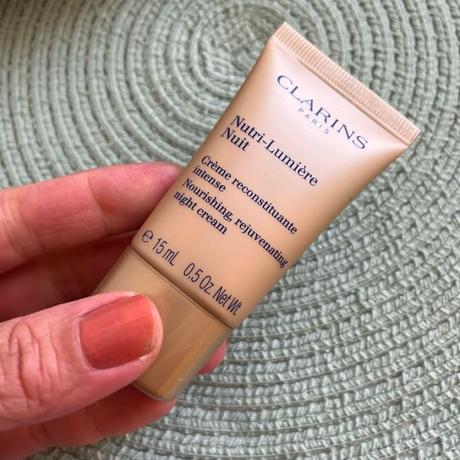 CLARINS
PARIS
Nutri-Lumière
Nuit
Crème reconstituante
intense
Nourishing, rejuvenating
night cream
℮ 15 mL 0.5 Oz. Net Wt.